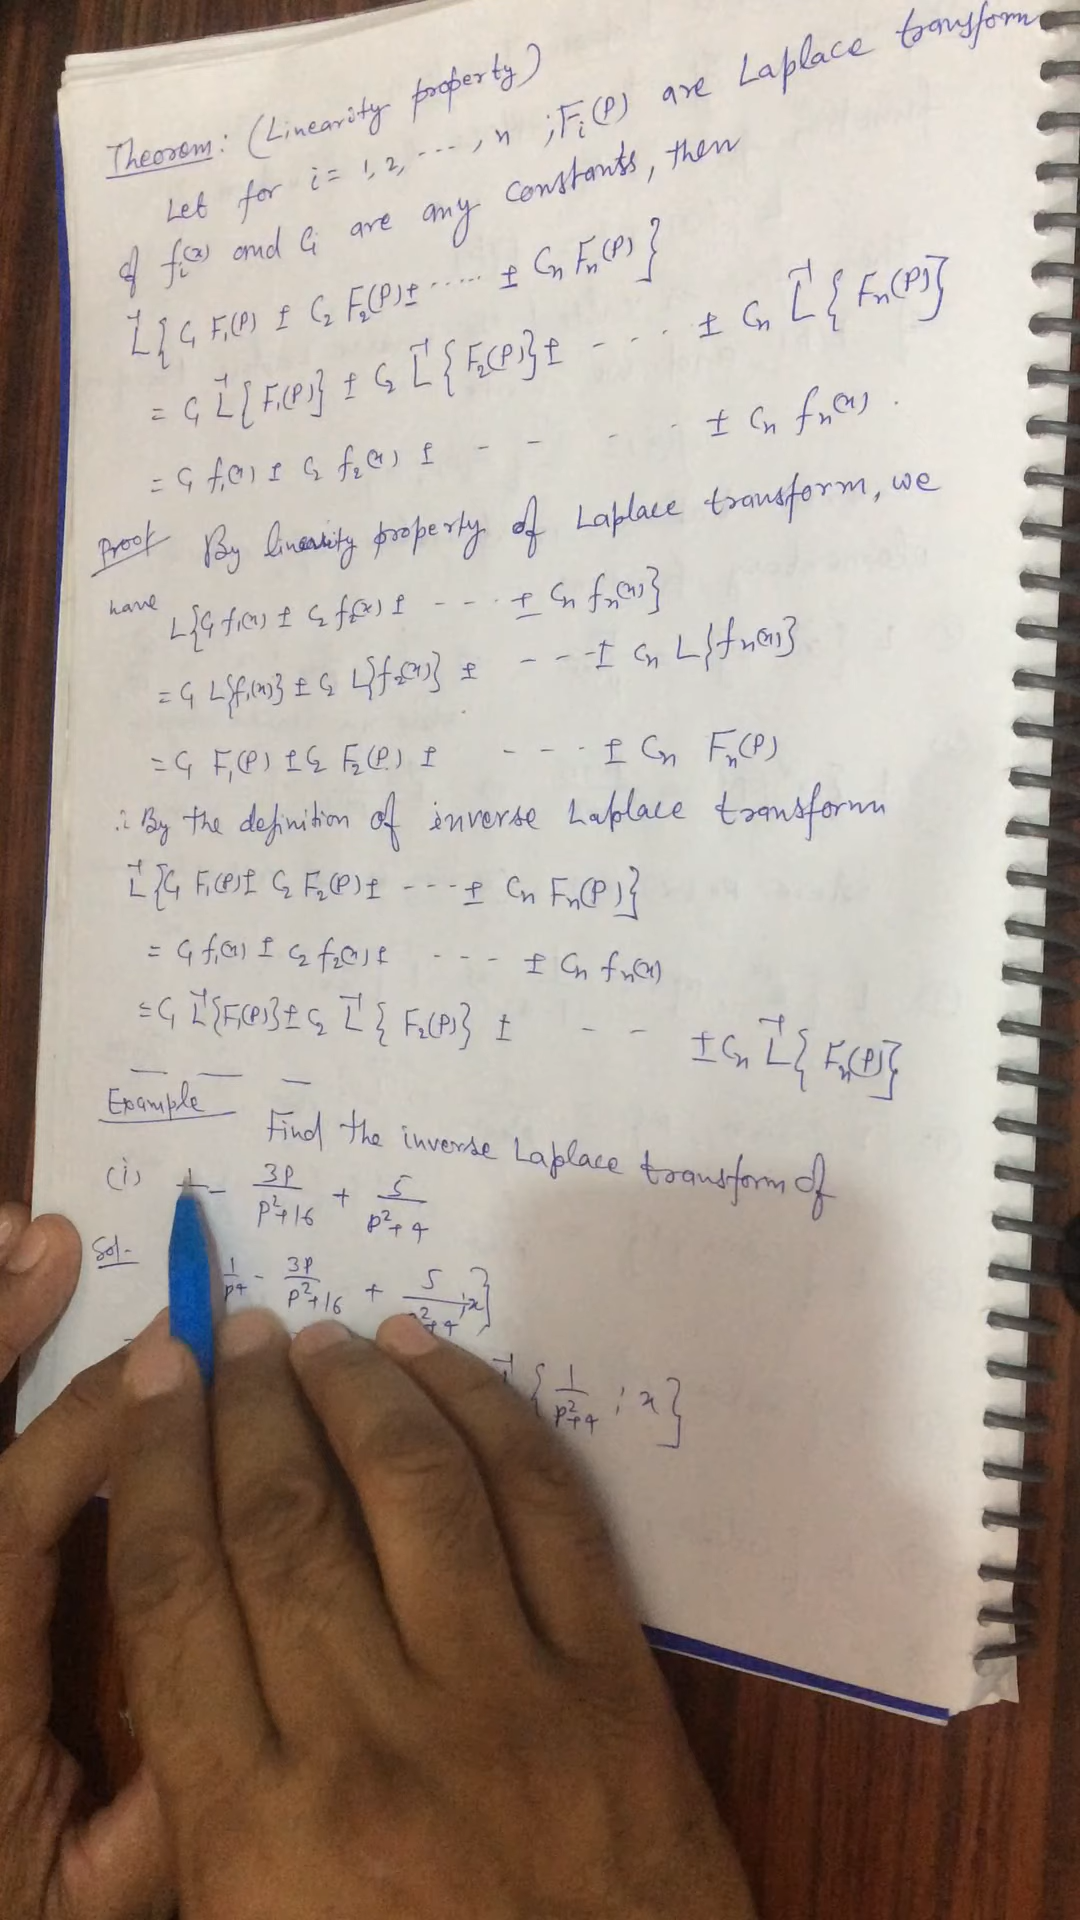 Theorom: (Linearity property)
Let for i = 1, 2, ---, n ; Fi(P) are Laplace transform
of fi(x) and Ci are any constants, then
L⁻¹{C₁ F₁(P) ± C₂ F₂(P) ± ..... ± Cn Fn(P)}
= C₁ L⁻¹{F₁(P)} ± C₂ L⁻¹{F₂(P)} ± - - - ± Cn L⁻¹{Fn(P)}
= C₁ f₁(x) ± C₂ f₂(x) ± - - - - ± Cn fn(x).
Proof By linearity property of Laplace transform, we
have L{C₁ f₁(x) ± C₂ f₂(x) ± - - - ± Cn fn(x)}
= C₁ L{f₁(x)} ± C₂ L{f₂(x)} ± - - - ± Cn L{fn(x)}
= C₁ F₁(P) ± C₂ F₂(P) ± - - - ± Cn Fn(P)
∴ By the definition of inverse Laplace transform
L⁻¹{C₁ F₁(P) ± C₂ F₂(P) ± - - - ± Cn Fn(P)}
= C₁ f₁(x) ± C₂ f₂(x) ± - - - ± Cn fn(x)
= C₁ L⁻¹{F₁(P)} ± C₂ L⁻¹{F₂(P)} ± - - ± Cn L⁻¹{Fn(P)}
Example Find the inverse Laplace transform of
(i) - 3P/(P²+16) + 5/(P²+4)
Sol- 1/P⁴ - 3P/(P²+16) + 5/(P²+4) ; x}
{1/(P²+4) ; x}